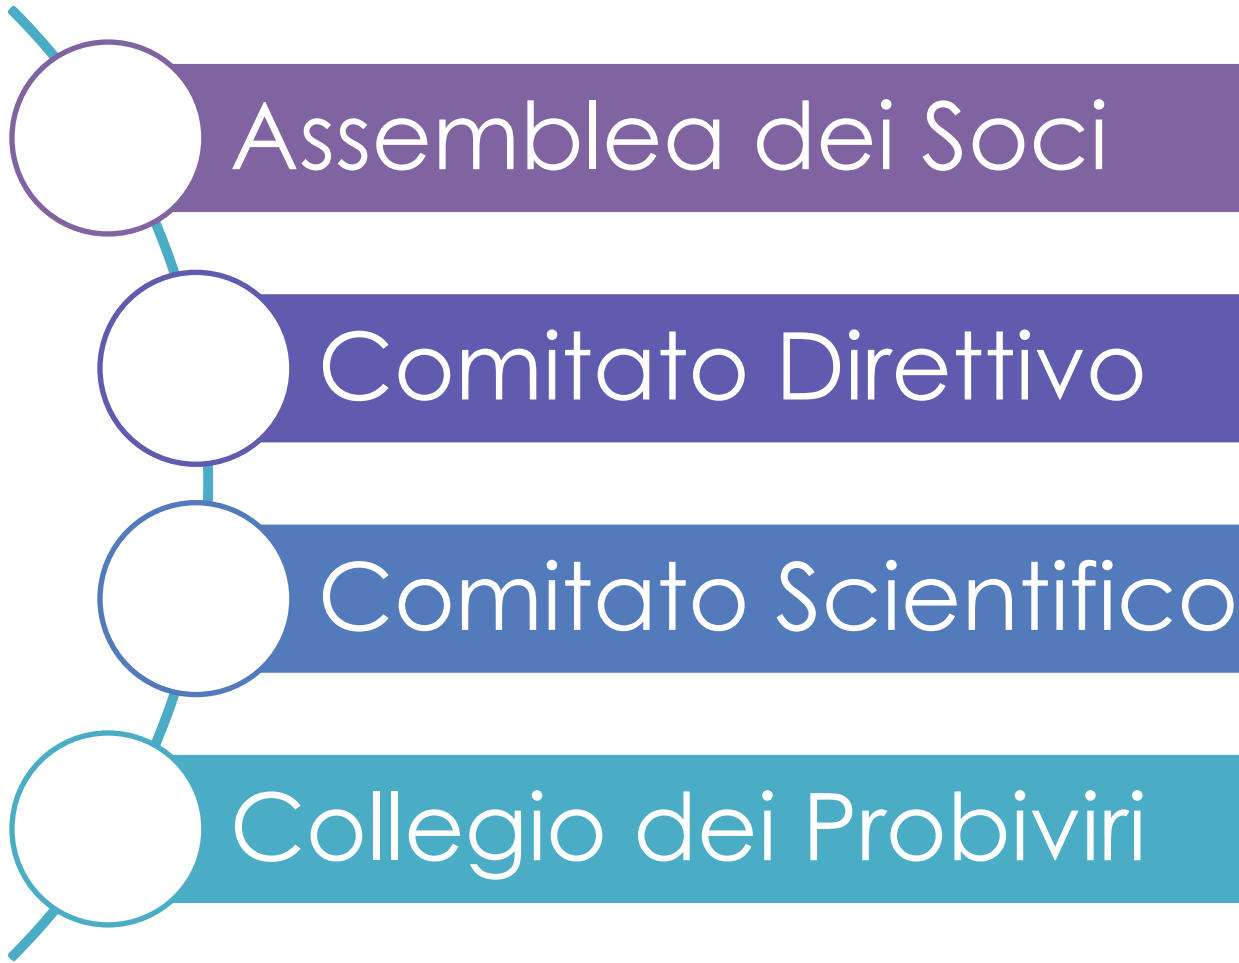 Assemblea dei Soci
Comitato Direttivo
Comitato Scientifico
Collegio dei Probiviri